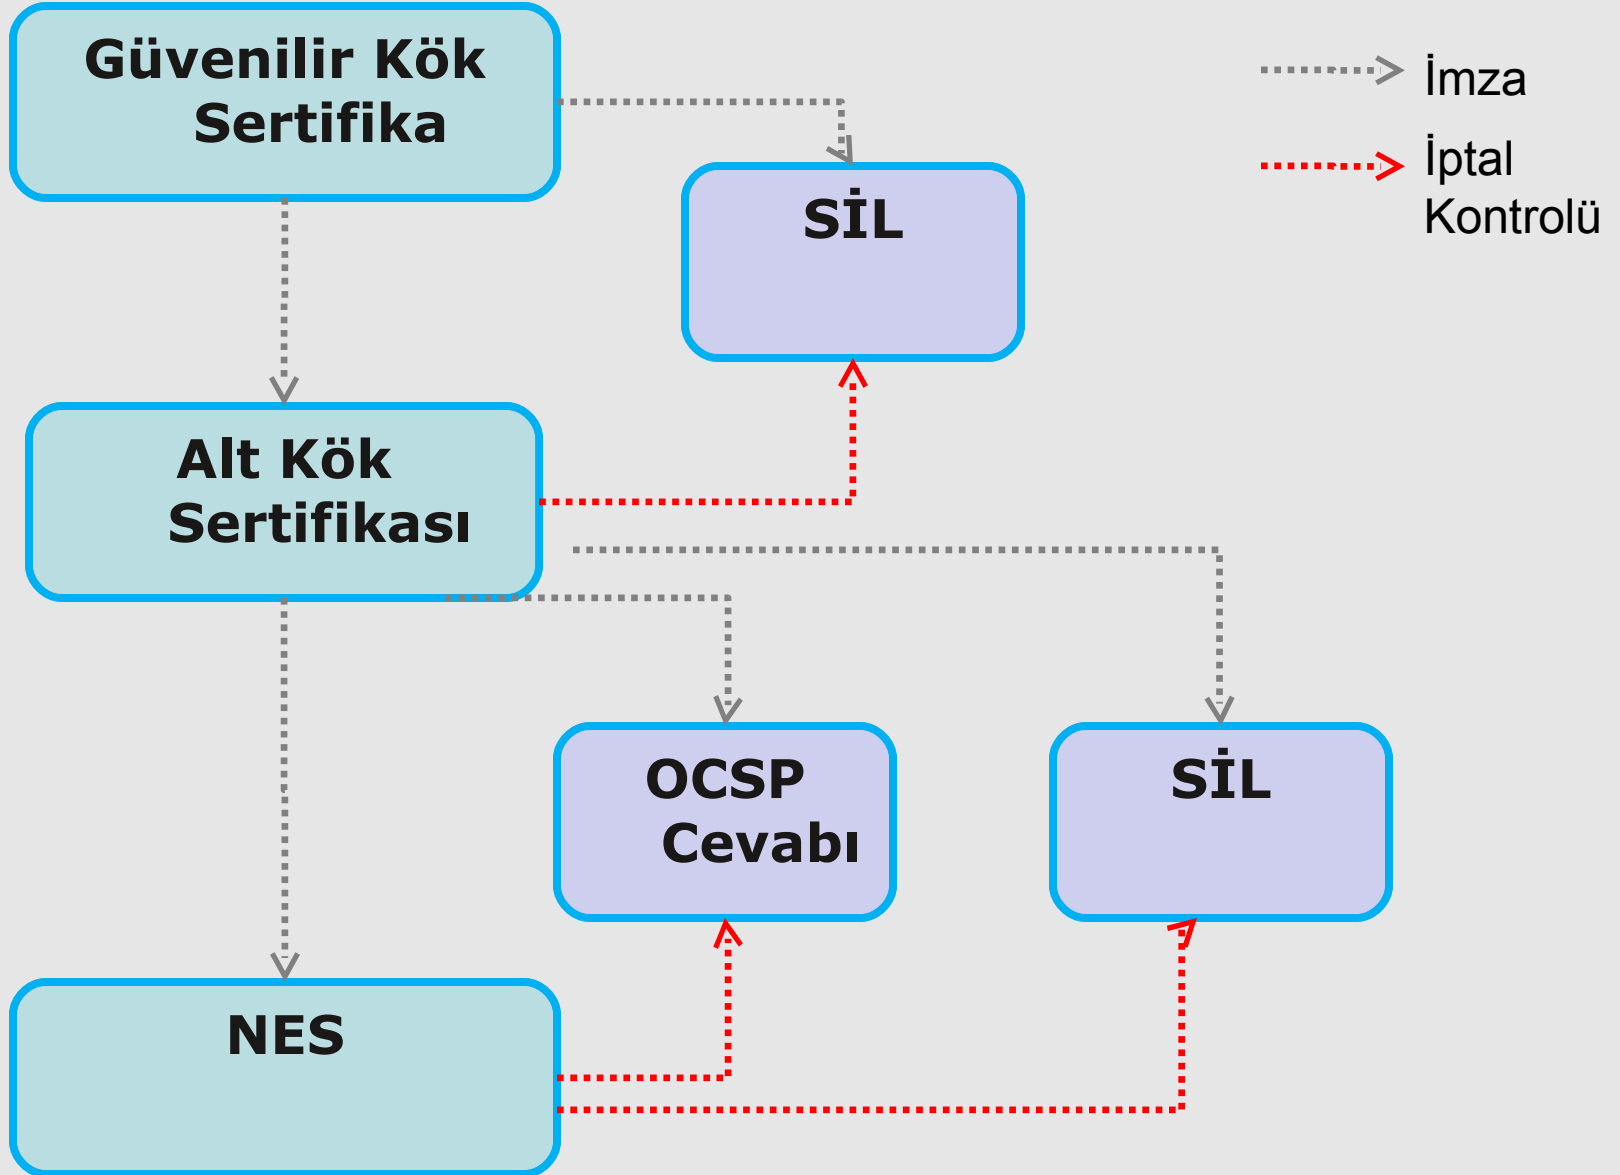 Güvenilir Kök
Sertifika
İmza
İptal
Kontrolü
SİL
Alt Kök
Sertifikası
OCSP
Cevabı
SİL
NES